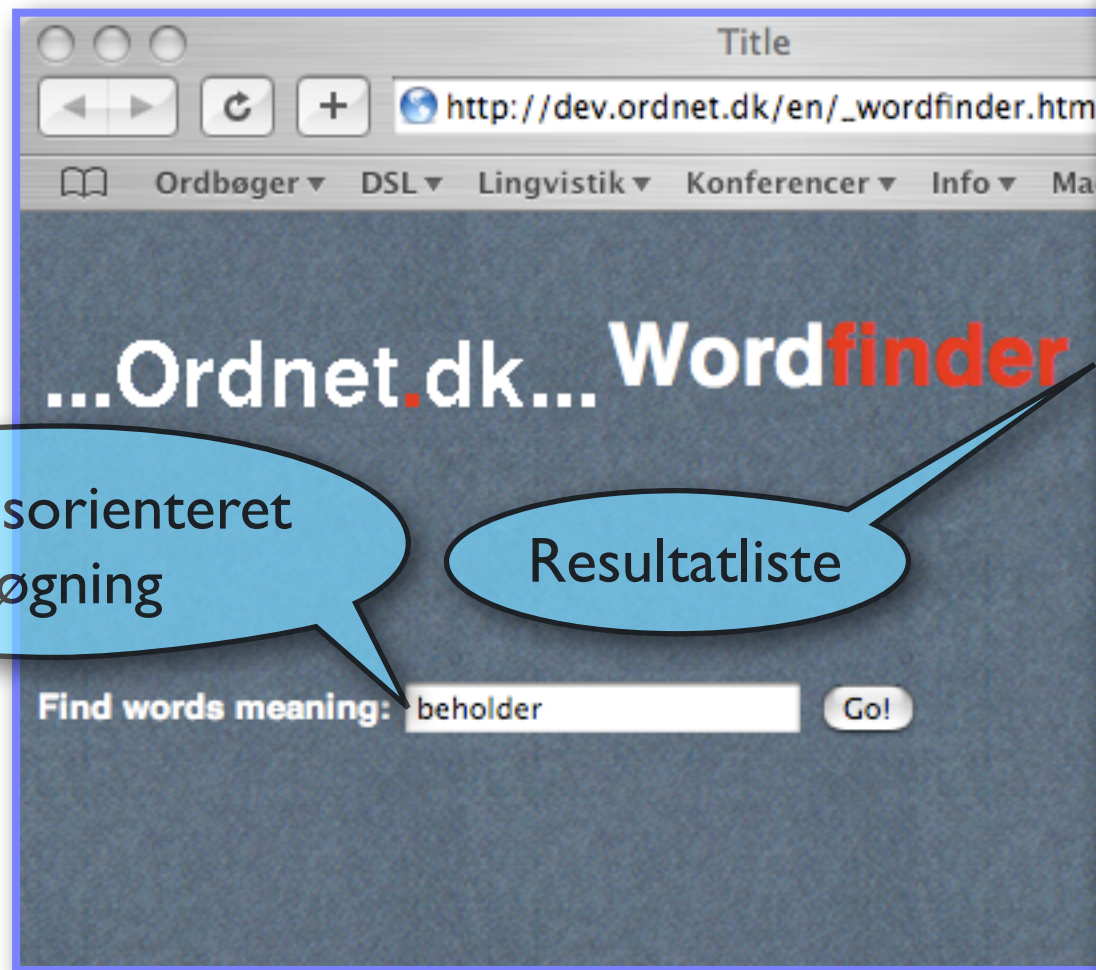 Title
http://dev.ordnet.dk/en/_wordfinder.htm
Ordbøger DSL Lingvistik Konferencer Info Ma
...Ordnet.dk... Wordfinder
sorienteret
øgning
Resultatliste
Find words meaning: beholder Go!